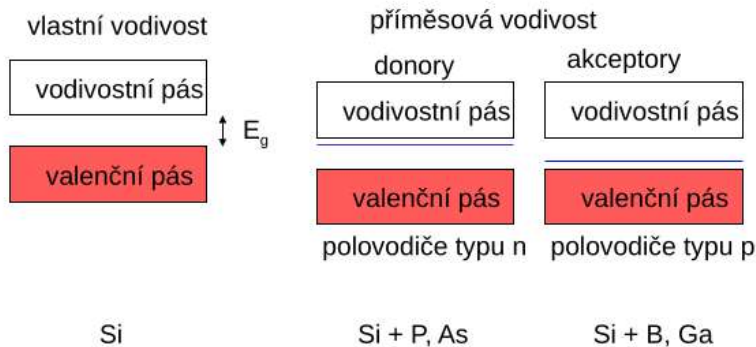 vlastní vodivost
příměsová vodivost
donory
akceptory
vodivostní pás
vodivostní pás
vodivostní pás
E_g
valenční pás
valenční pás
valenční pás
polovodiče typu n
polovodiče typu p
Si
Si + P, As
Si + B, Ga